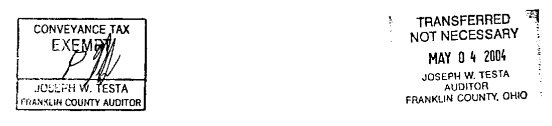 CONVEYANCE TAX
EXEMPT
JOSEPH W. TESTA
FRANKLIN COUNTY AUDITOR
TRANSFERRED
NOT NECESSARY
MAY 04 2004
JOSEPH W. TESTA
AUDITOR
FRANKLIN COUNTY, OHIO